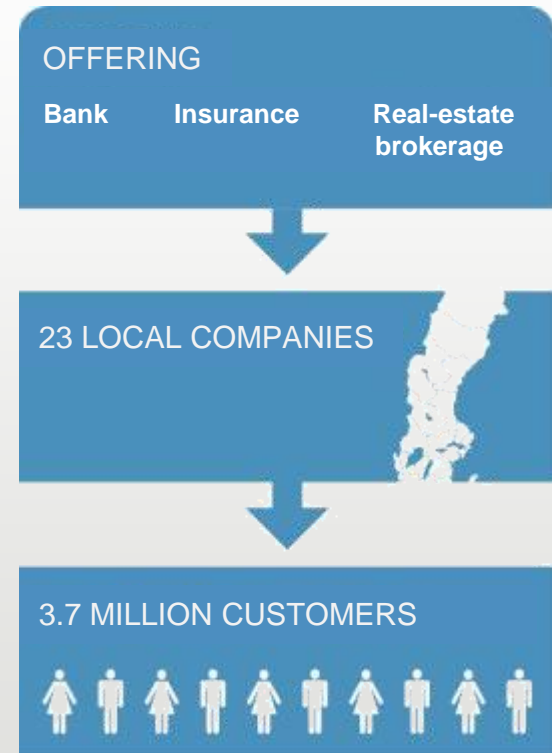 OFFERING
Bank Insurance Real-estate
brokerage
23 LOCAL COMPANIES
3.7 MILLION CUSTOMERS